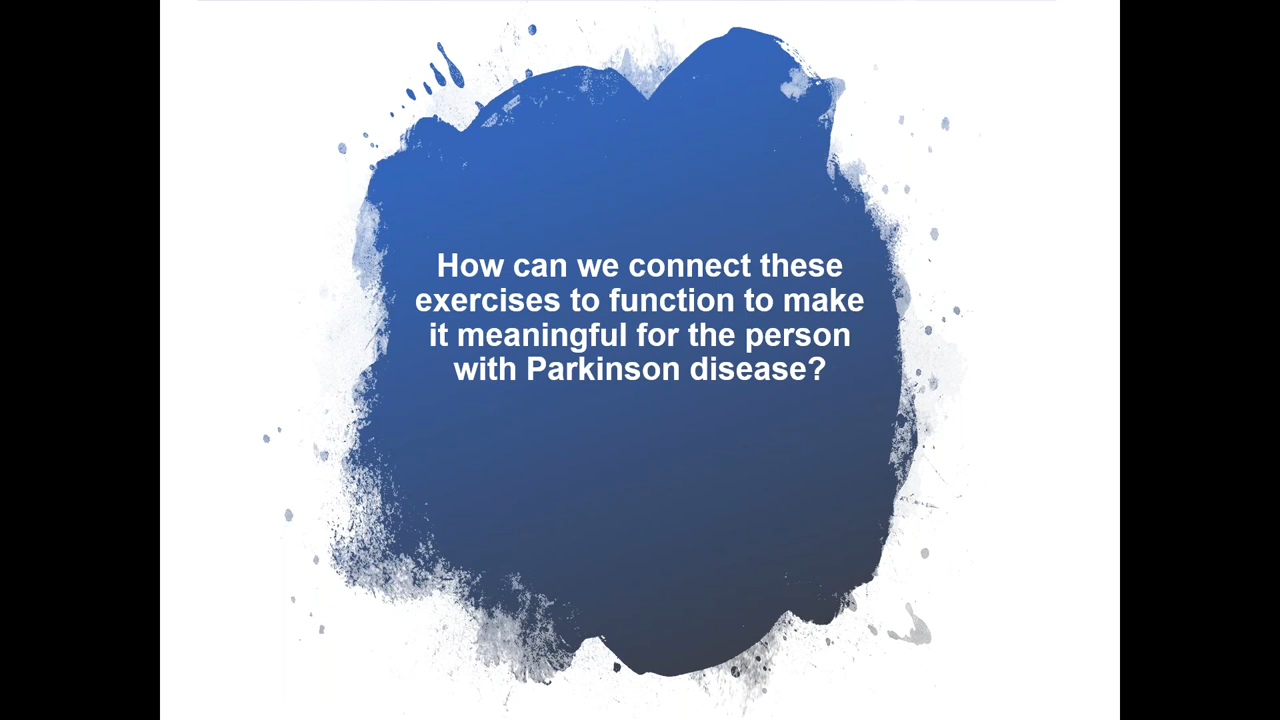 How can we connect these
exercises to function to make
it meaningful for the person
with Parkinson disease?